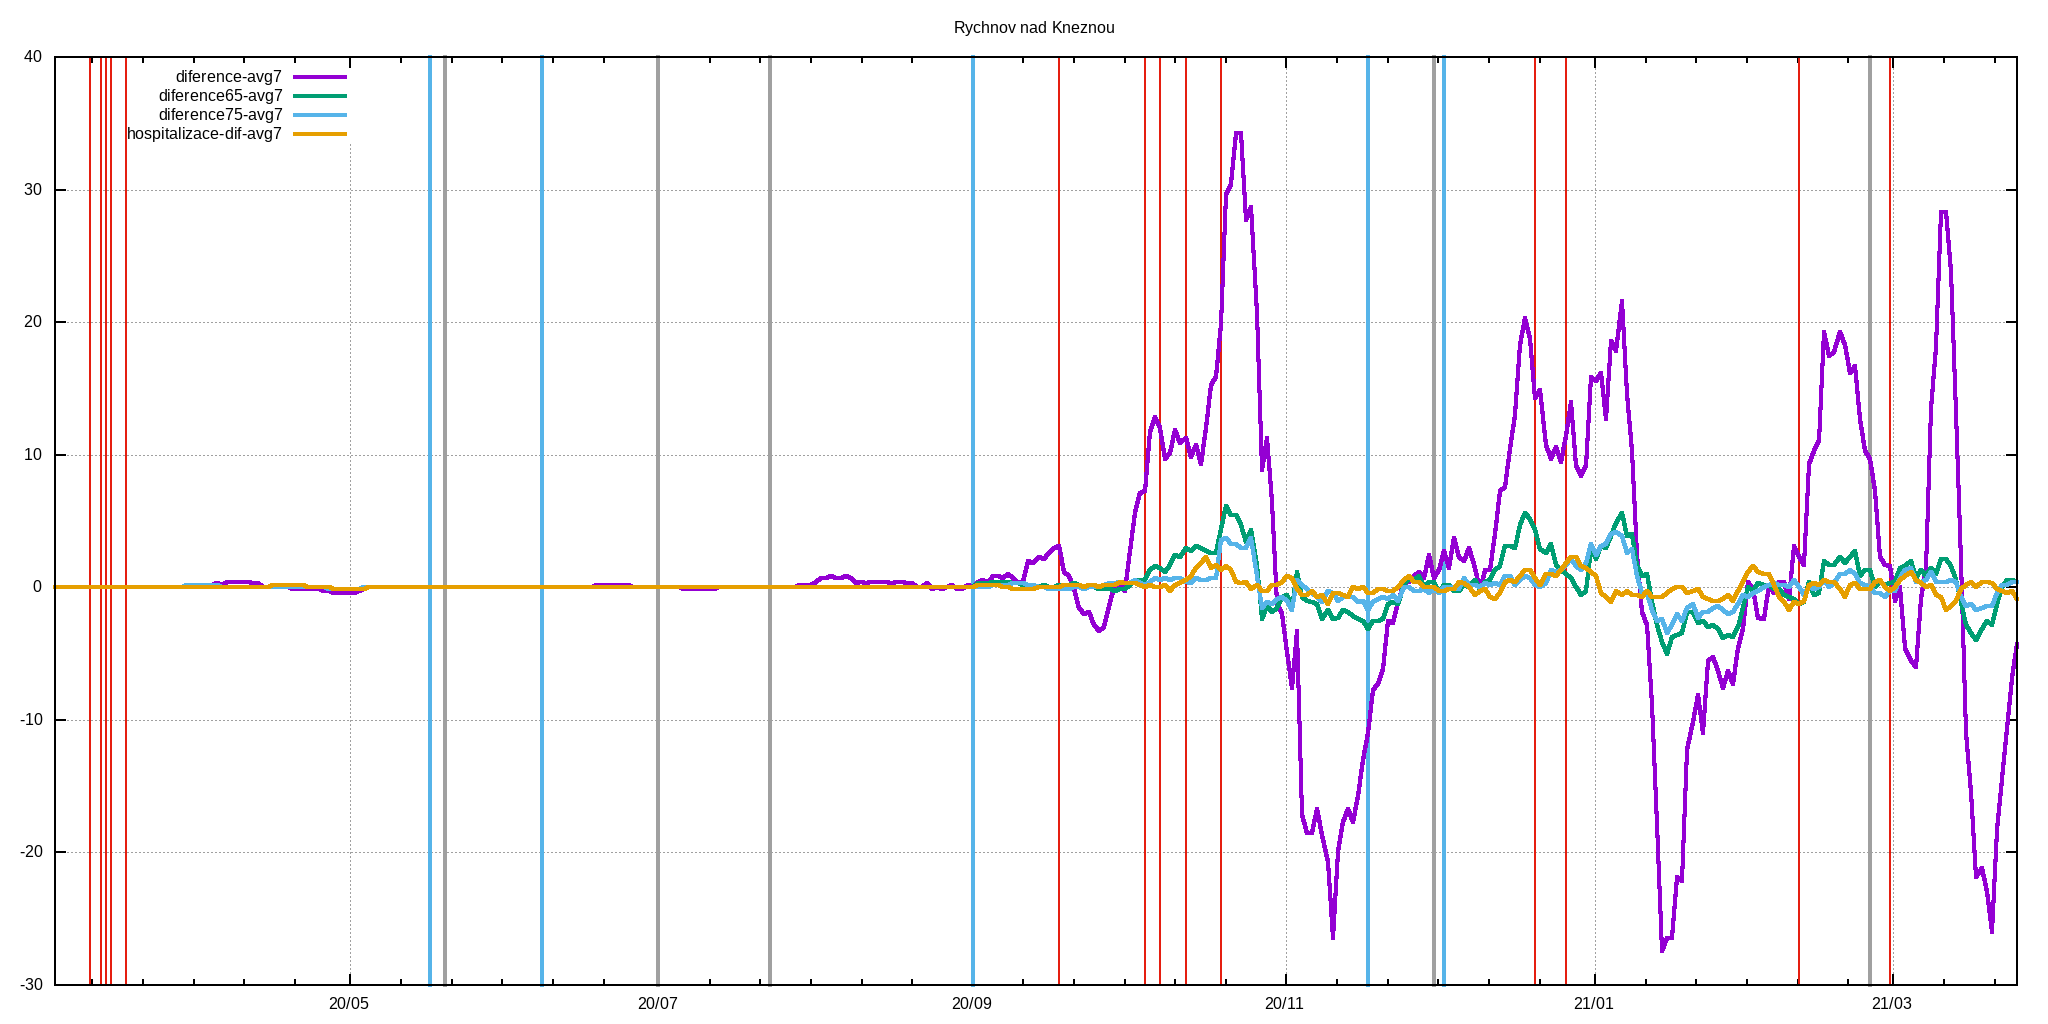 Rychnov nad Kneznou
diference-avg7
diference65-avg7
diference75-avg7
hospitalizace-dif-avg7
40
30
20
10
0
-10
-20
-30
20/05 20/07 20/09 20/11 21/01 21/03